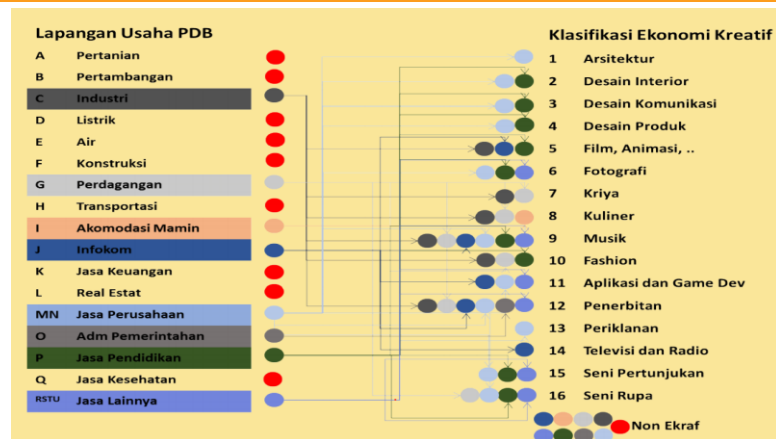 Lapangan Usaha PDB
A Pertanian
B Pertambangan
C Industri
D Listrik
E Air
F Konstruksi
G Perdagangan
H Transportasi
I Akomodasi Mamin
J Infokom
K Jasa Keuangan
L Real Estat
MN Jasa Perusahaan
O Adm Pemerintahan
P Jasa Pendidikan
Q Jasa Kesehatan
RSTU Jasa Lainnya
Klasifikasi Ekonomi Kreatif
1 Arsitektur
2 Desain Interior
3 Desain Komunikasi
4 Desain Produk
5 Film, Animasi, ..
6 Fotografi
7 Kriya
8 Kuliner
9 Musik
10 Fashion
11 Aplikasi dan Game Dev
12 Penerbitan
13 Periklanan
14 Televisi dan Radio
15 Seni Pertunjukan
16 Seni Rupa
Non Ekraf